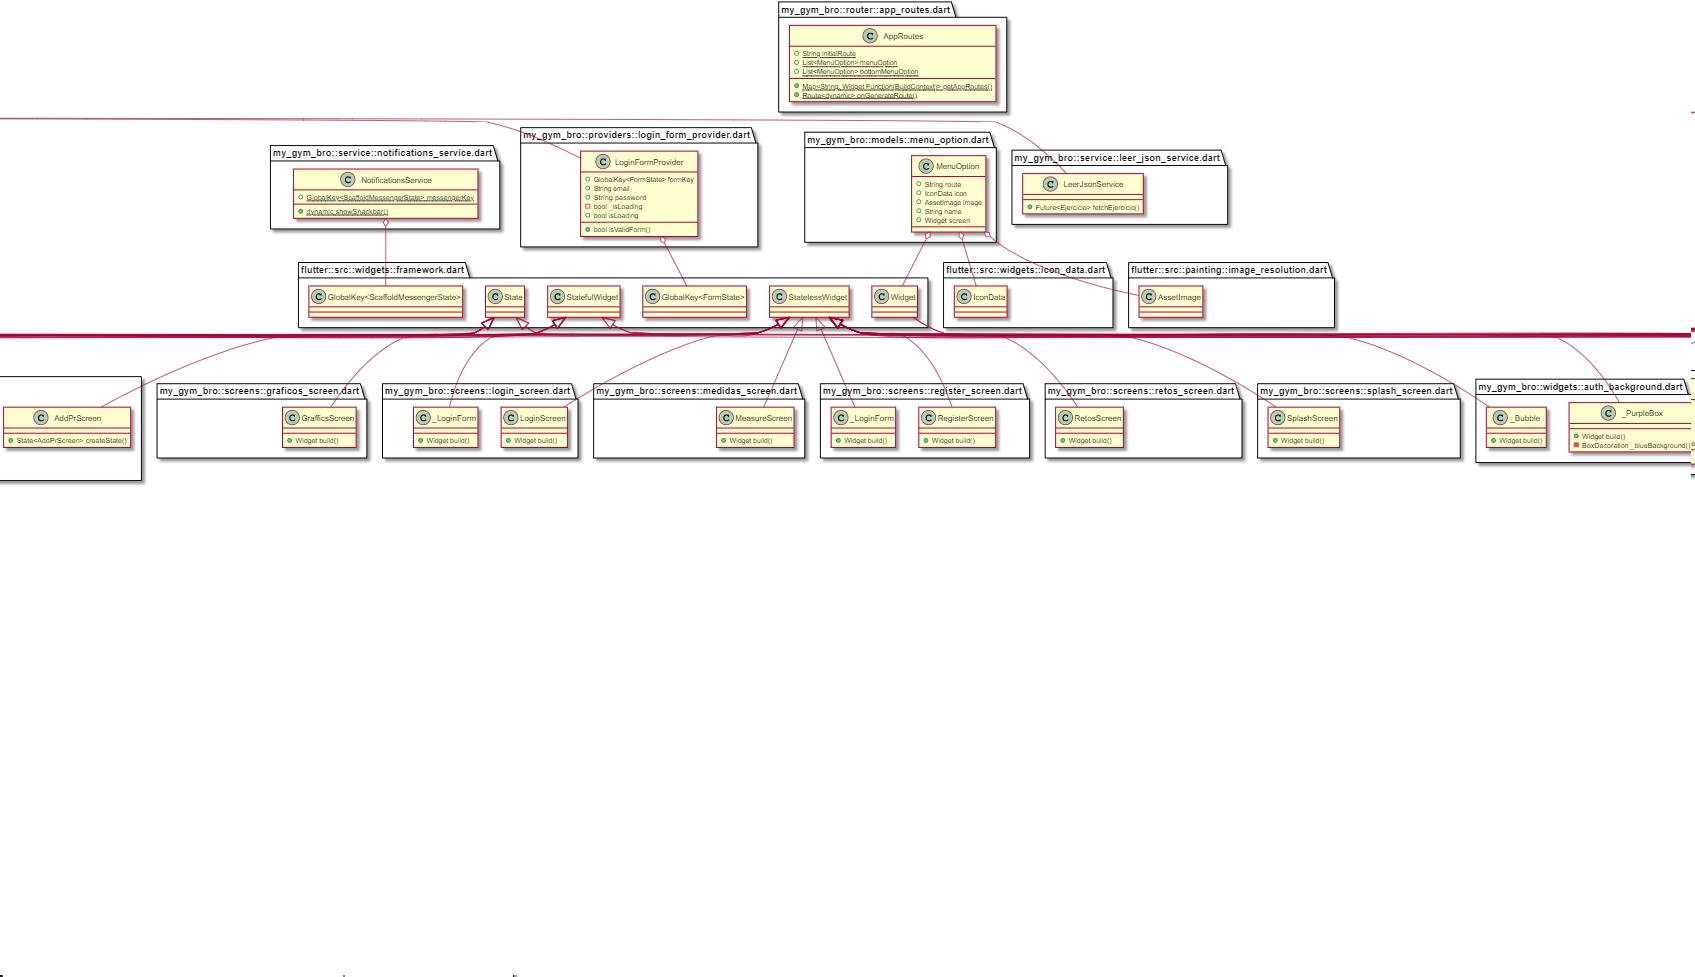 my_gym_bro::router::app_routes.dart
C AppRoutes
String initialRoute
List<MenuOption> menuOption
List<MenuOption> bottomMenuOption
Map<String, Widget Function(BuildContext)> getAppRoutes()
Route<dynamic> onGenerateRoute()
my_gym_bro::service::notifications_service.dart
C NotificationsService
GlobalKey<ScaffoldMessengerState> messengerKey
dynamic showSnackbar()
my_gym_bro::providers::login_form_provider.dart
C LoginFormProvider
GlobalKey<FormState> formKey
String email
String password
bool _isLoading
bool isLoading
bool isValidForm()
my_gym_bro::models::menu_option.dart
C MenuOption
String route
IconData icon
AssetImage image
String name
Widget screen
my_gym_bro::service::leer_json_service.dart
C LeerJsonService
Future<Ejercicio> fetchEjercicio()
flutter::src::widgets::framework.dart
C GlobalKey<ScaffoldMessengerState>
C State
C StatefulWidget
C GlobalKey<FormState>
C StatelessWidget
C Widget
flutter::src::widgets::icon_data.dart
C IconData
flutter::src::painting::image_resolution.dart
C AssetImage
C AddPrScreen
State<AddPrScreen> createState()
my_gym_bro::screens::graficos_screen.dart
C GrafficsScreen
Widget build()
my_gym_bro::screens::login_screen.dart
C _LoginForm
Widget build()
C LoginScreen
Widget build()
my_gym_bro::screens::medidas_screen.dart
C MeasureScreen
Widget build()
my_gym_bro::screens::register_screen.dart
C _LoginForm
Widget build()
C RegisterScreen
Widget build()
my_gym_bro::screens::retos_screen.dart
C RetosScreen
Widget build()
my_gym_bro::screens::splash_screen.dart
C SplashScreen
Widget build()
my_gym_bro::widgets::auth_background.dart
C _Bubble
Widget build()
C _PurpleBox
Widget build()
BoxDecoration _blueBackground()